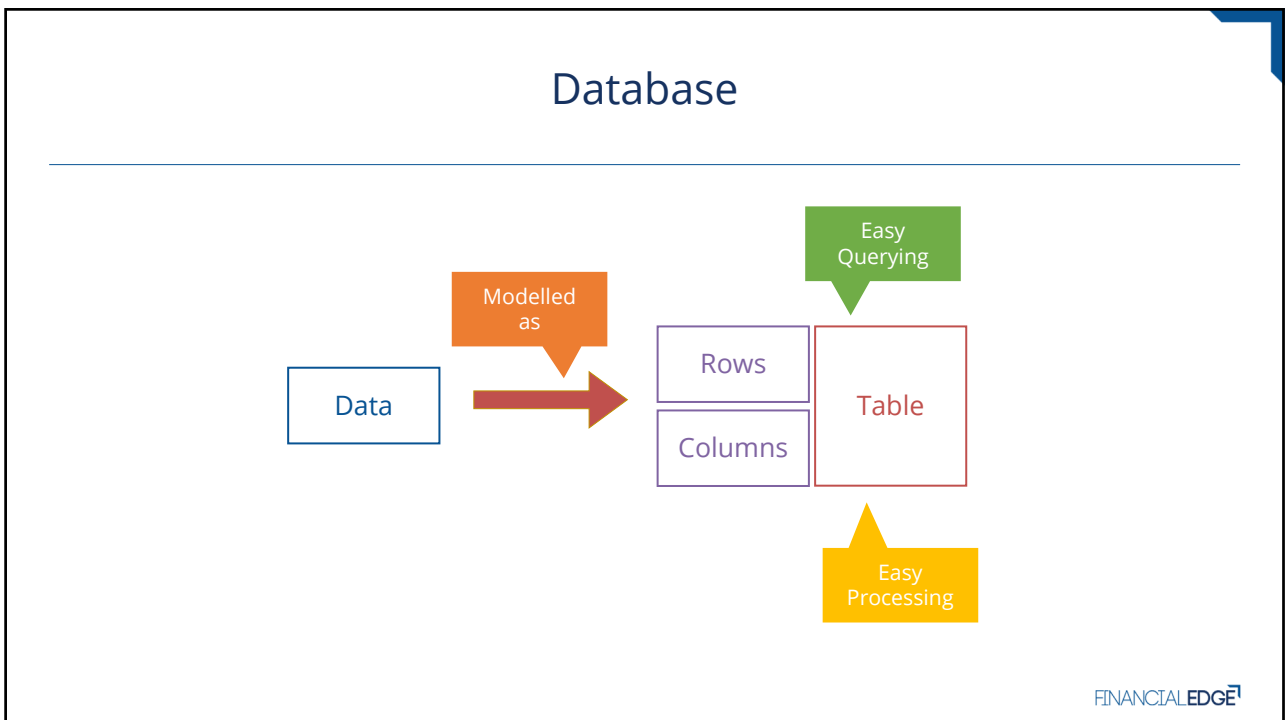 Database
Easy
Querying
Modelled
as
Data
Rows
Columns
Table
Easy
Processing
FINANCIALEDGE